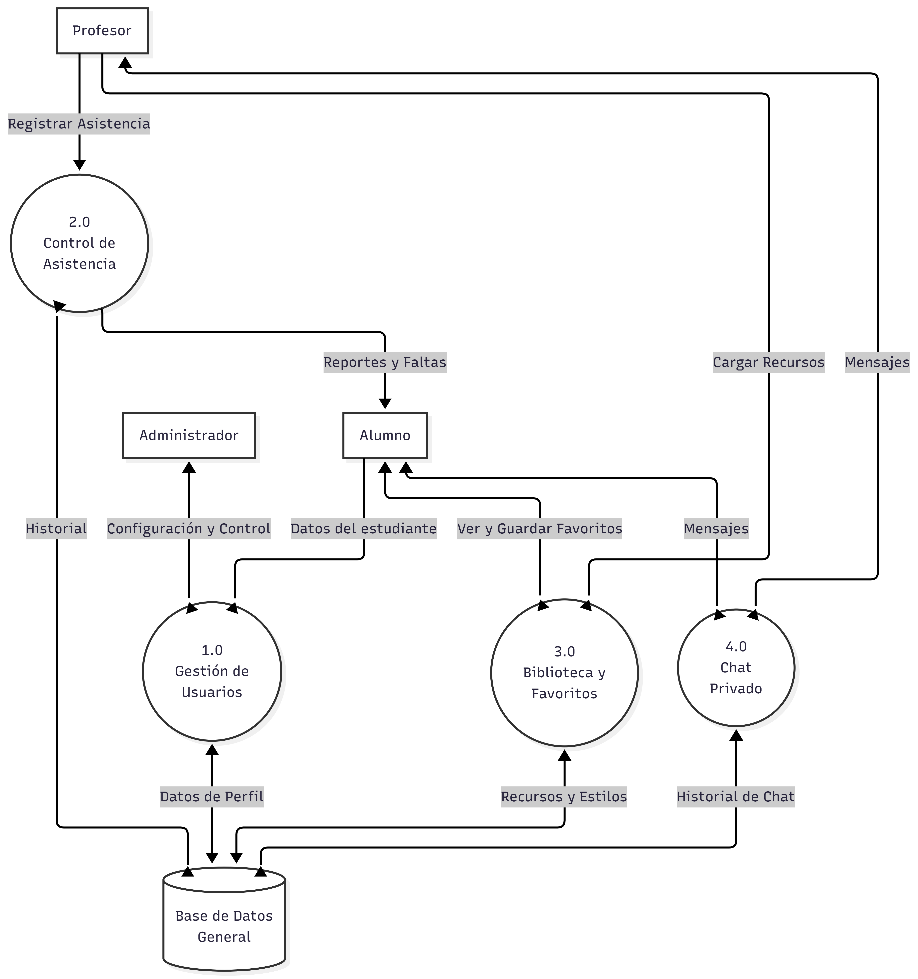 Profesor
Registrar Asistencia
2.0
Control de
Asistencia
Reportes y Faltas
Cargar Recursos
Mensajes
Administrador
Alumno
Historial
Configuración y Control
Datos del estudiante
Ver y Guardar Favoritos
Mensajes
1.0
Gestión de
Usuarios
3.0
Biblioteca y
Favoritos
4.0
Chat
Privado
Datos de Perfil
Recursos y Estilos
Historial de Chat
Base de Datos
General